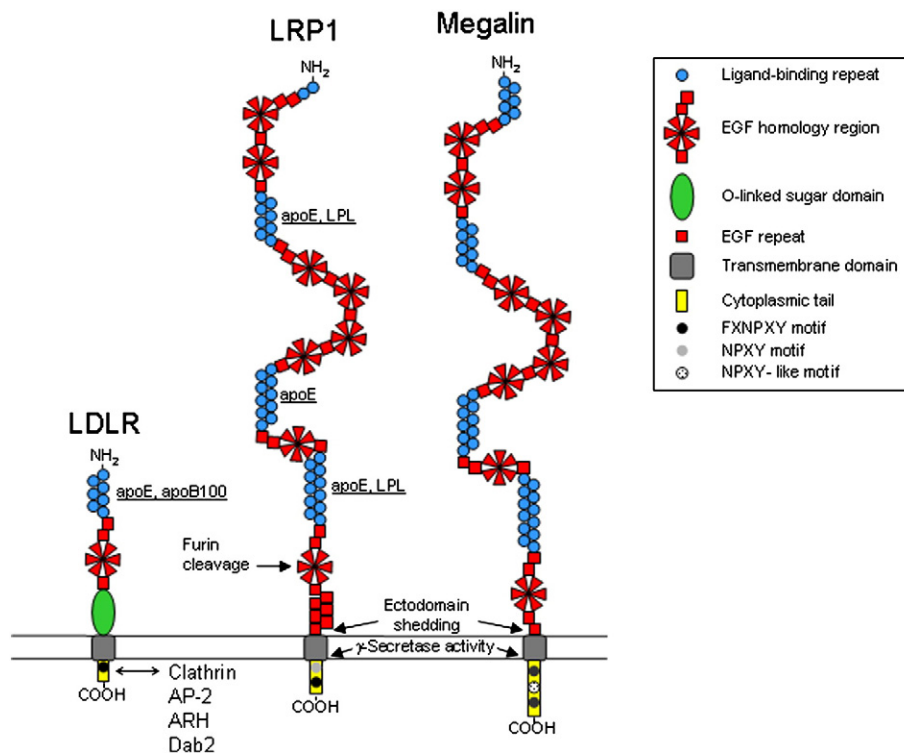 LRP1
Megalin
NH2
NH2
Ligand-binding repeat
EGF homology region
O-linked sugar domain
EGF repeat
Transmembrane domain
Cytoplasmic tail
FXNPXY motif
NPXY motif
NPXY- like motif
apoE, LPL
apoE
LDLR
NH2
apoE, apoB100
apoE, LPL
Furin
cleavage
Ectodomain
shedding
γ-Secretase activity
Clathrin
AP-2
ARH
Dab2
COOH
COOH
COOH